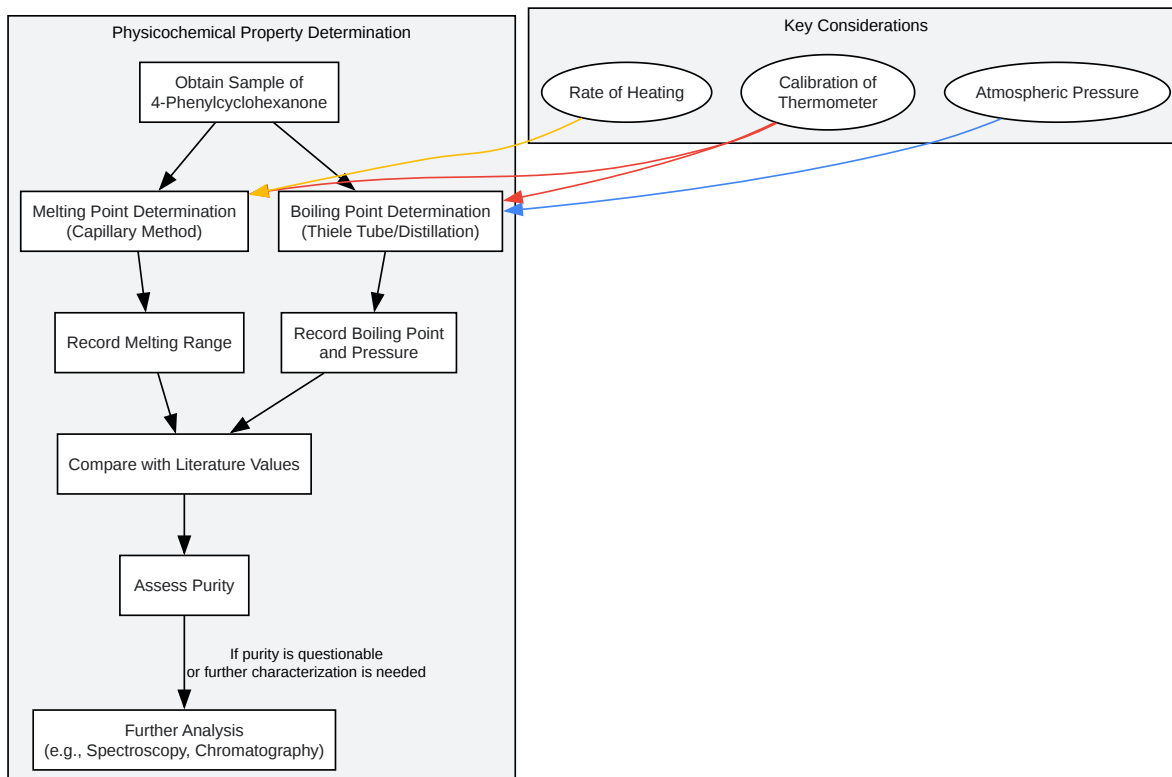 Physicochemical Property Determination
Obtain Sample of
4-Phenylcyclohexanone
Melting Point Determination
(Capillary Method)
Boiling Point Determination
(Thiele Tube/Distillation)
Record Melting Range
Record Boiling Point
and Pressure
Compare with Literature Values
Assess Purity
If purity is questionable
or further characterization is needed
Further Analysis
(e.g., Spectroscopy, Chromatography)
Key Considerations
Rate of Heating
Calibration of
Thermometer
Atmospheric Pressure